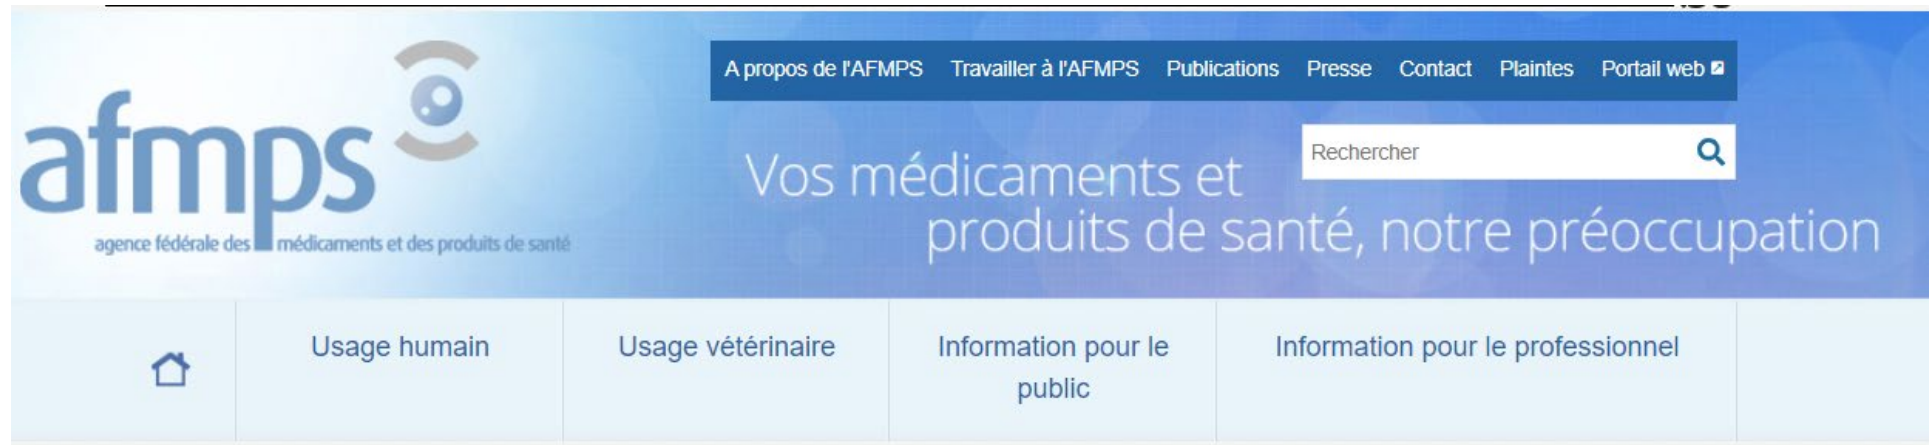 A propos de l'AFMPS Travailler à l'AFMPS Publications Presse Contact Plaintes Portail web
afmps
agence fédérale des médicaments et des produits de santé
Rechercher
Vos médicaments et
produits de santé, notre préoccupation
Usage humain
Usage vétérinaire
Information pour le
public
Information pour le professionnel